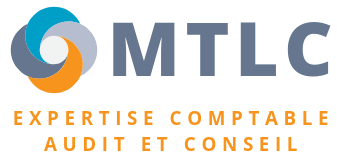 MTLC
EXPERTISE COMPTABLE
AUDIT ET CONSEIL